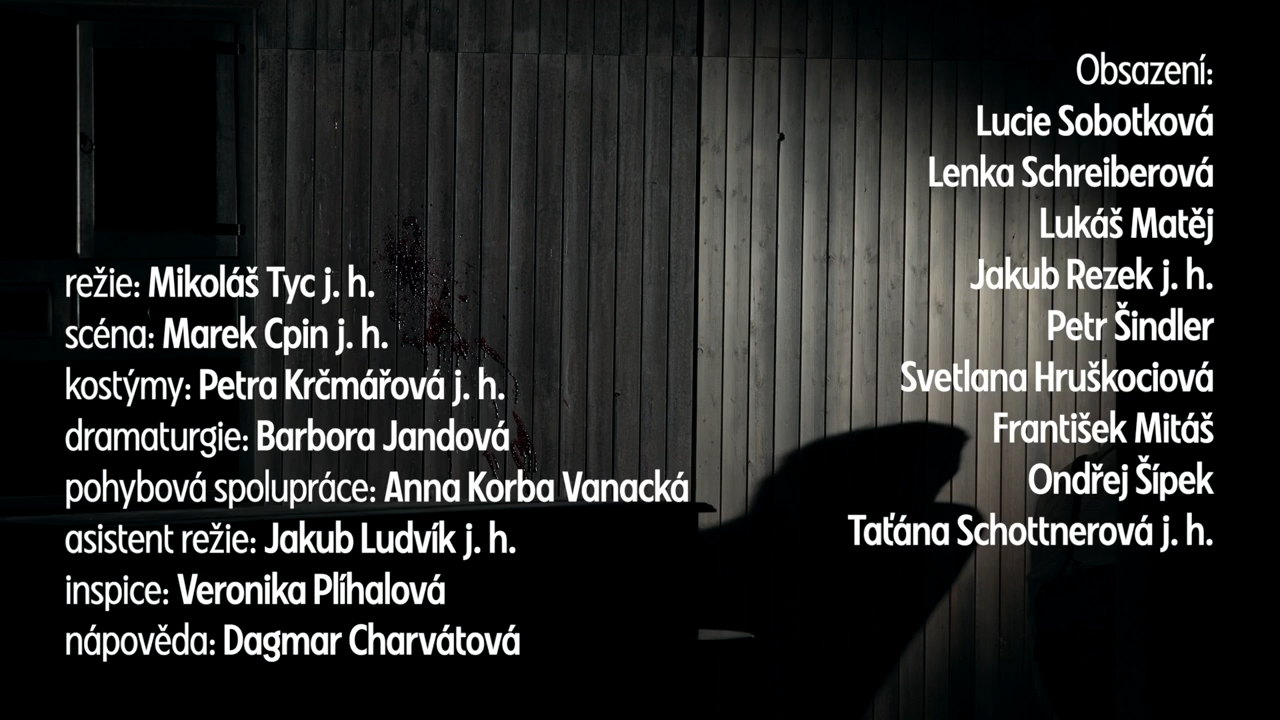 režie: Mikoláš Tyc j. h.
scéna: Marek Cpin j. h.
kostýmy: Petra Krčmářová j. h.
dramaturgie: Barbora Jandová
pohybová spolupráce: Anna Korba Vanacká
asistent režie: Jakub Ludvík j. h.
inspice: Veronika Plíhalová
nápověda: Dagmar Charvátová
Obsazení:
Lucie Sobotková
Lenka Schreiberová
Lukáš Matěj
Jakub Rezek j. h.
Petr Šindler
Svetlana Hruškociová
František Mitáš
Ondřej Šípek
Taťána Schottnerová j. h.